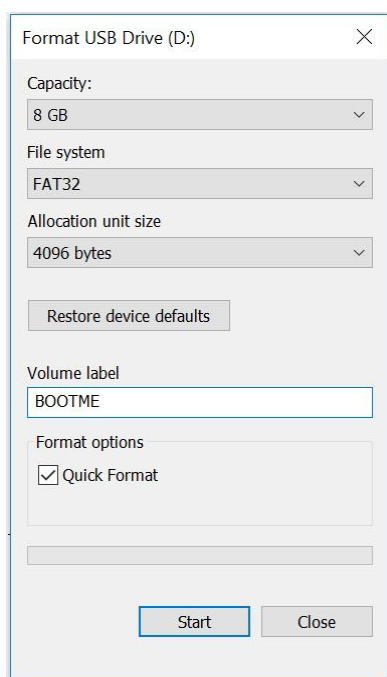 Format USB Drive (D:)
Capacity:
8 GB
File system
FAT32
Allocation unit size
4096 bytes
Restore device defaults
Volume label
BOOTME
Format options
Quick Format
Start Close